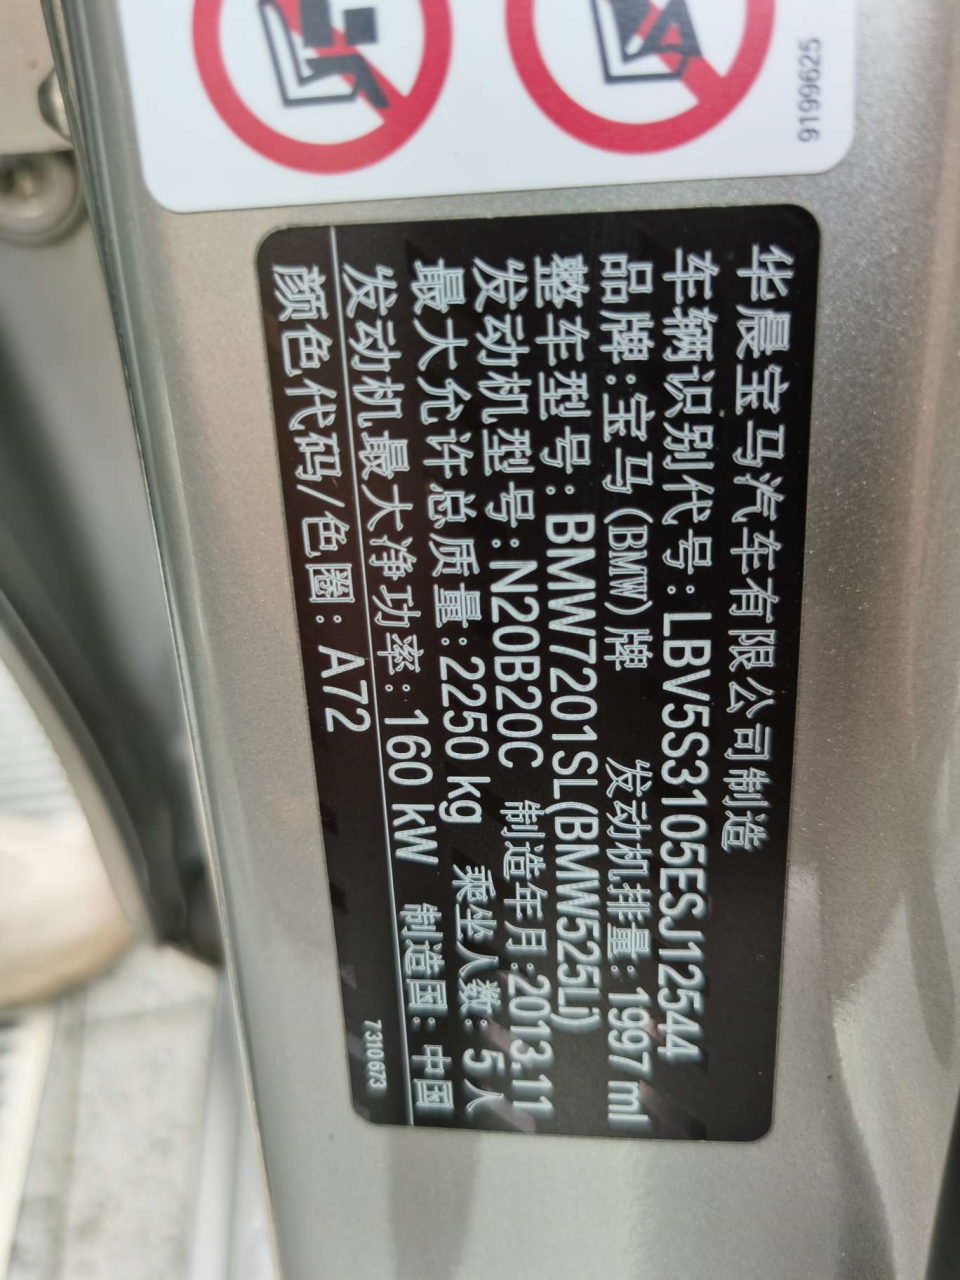 9199625
华晨宝马汽车有限公司制造
车辆识别代号:LBV5S3105ESJ12544
品牌:宝马(BMW)牌 发动机排量:1997 ml
整车型号:BMW7201SL(BMW525Li)
发动机型号:N20B20C 制造年月:2013.11
最大允许总质量:2250 kg 乘坐人数:5人
发动机最大净功率:160 kW 制造国:中国
颜色代码/色圈:A72
7 310 673